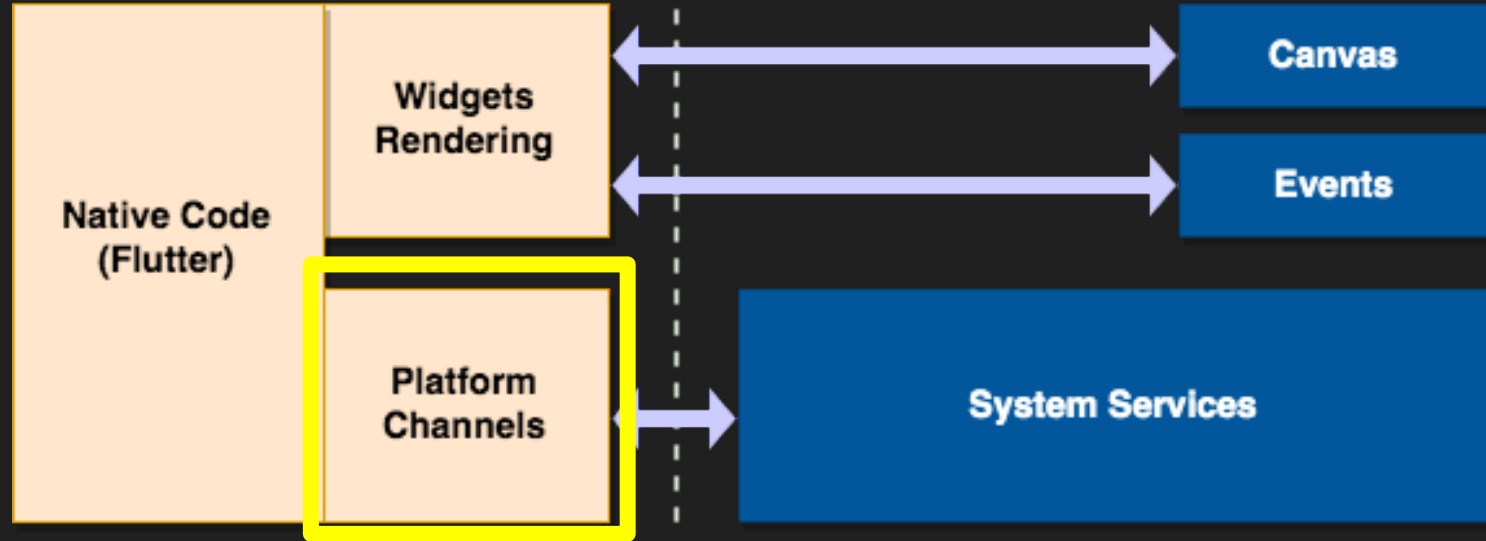 Native Code
(Flutter)
Widgets
Rendering
Platform
Channels
Canvas
Events
System Services